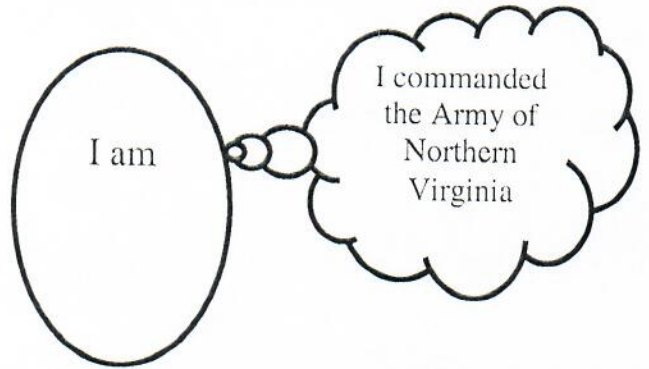 I am
I commanded
the Army of
Northern
Virginia